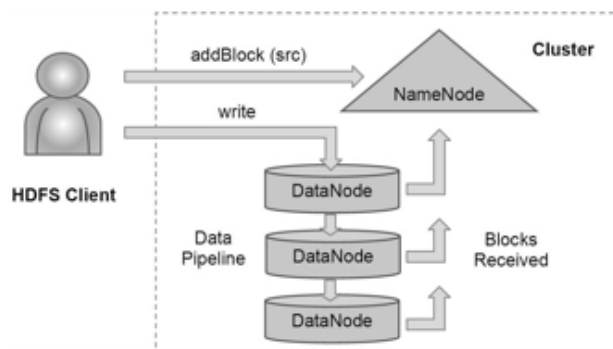 addBlock (src)
Cluster
NameNode
write
HDFS Client
DataNode
Data
Pipeline
DataNode
Blocks
Received
DataNode